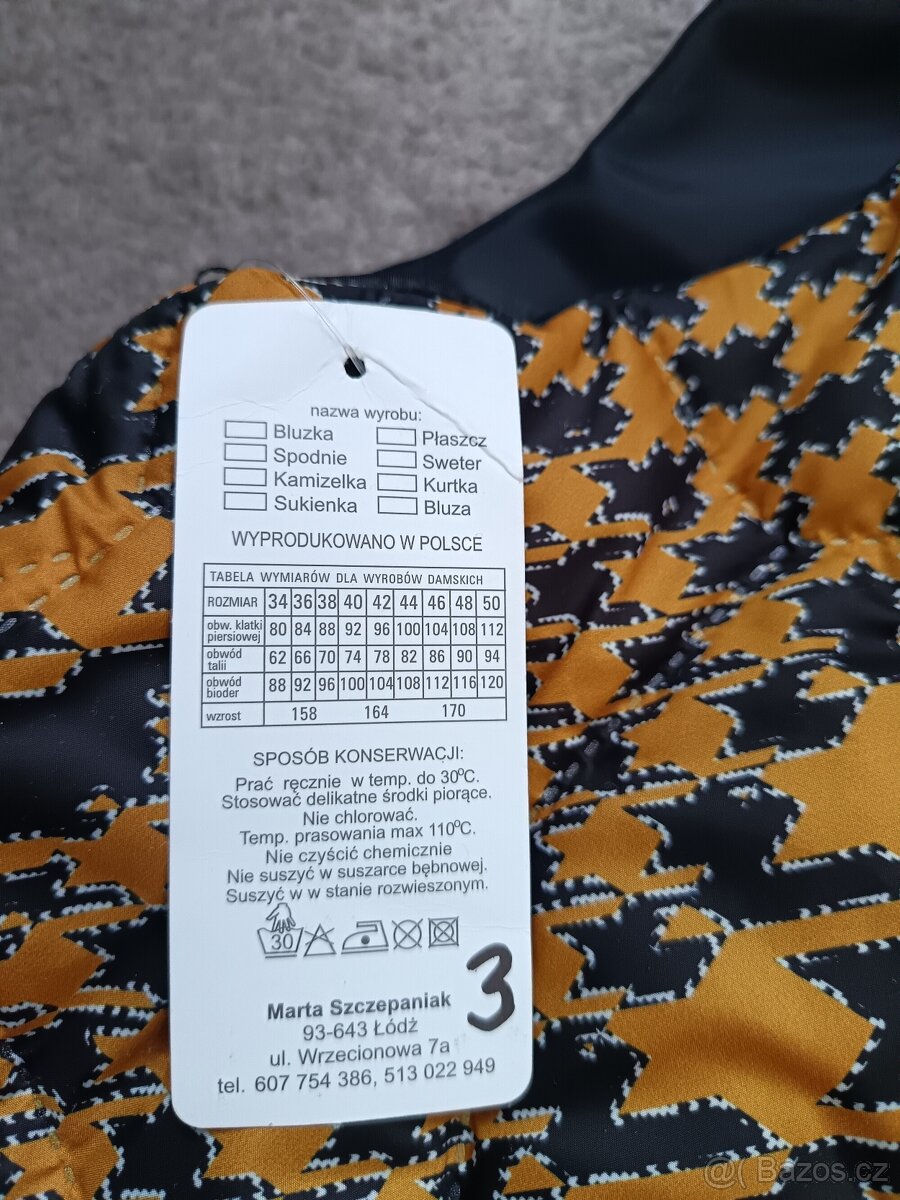 nazwa wyrobu:
Bluzka Płaszcz
Spodnie Sweter
Kamizelka Kurtka
Sukienka Bluza
WYPRODUKOWANO W POLSCE
TABELA WYMIARÓW DLA WYROBÓW DAMSKICH
ROZMIAR 34 36 38 40 42 44 46 48 50
obw. klatki
piersiowej 80 84 88 92 96 100 104 108 112
obwód
talii 62 66 70 74 78 82 86 90 94
obwód
bioder 88 92 96 100 104 108 112 116 120
wzrost 158 164 170
SPOSÓB KONSERWACJI:
Prać ręcznie w temp. do 30⁰C.
Stosować delikatne środki piorące.
Nie chlorować.
Temp. prasowania max 110⁰C.
Nie czyścić chemicznie
Nie suszyć w suszarce bębnowej.
Suszyć w w stanie rozwieszonym.
30
3
Marta Szczepaniak
93-643 Łódź
ul. Wrzecionowa 7a
tel. 607 754 386, 513 022 949
@ Bazos.cz